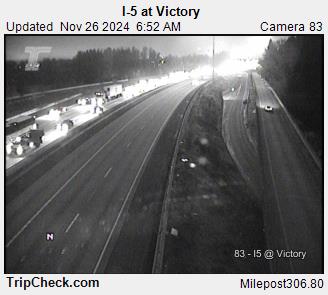 I-5 at Victory
Updated Nov 26 2024 6:52 AM Camera 83
T
N
83 - I5 @ Victory
TripCheck.com Milepost306.80